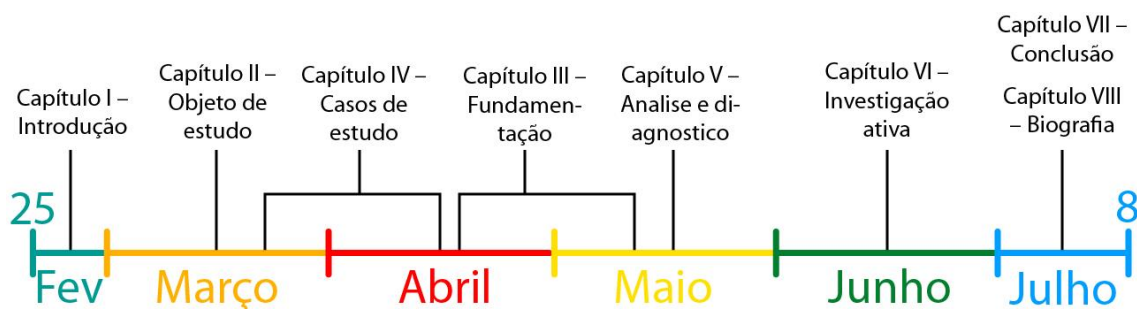 Capítulo I –
Introdução
Capítulo II –
Objeto de
estudo
Capítulo IV –
Casos de
estudo
Capítulo III –
Fundamen-
tação
Capítulo V –
Analise e di-
agnostico
Capítulo VI –
Investigação
ativa
Capítulo VII –
Conclusão
Capítulo VIII
– Biografia
25
8
Fev
Março
Abril
Maio
Junho
Julho